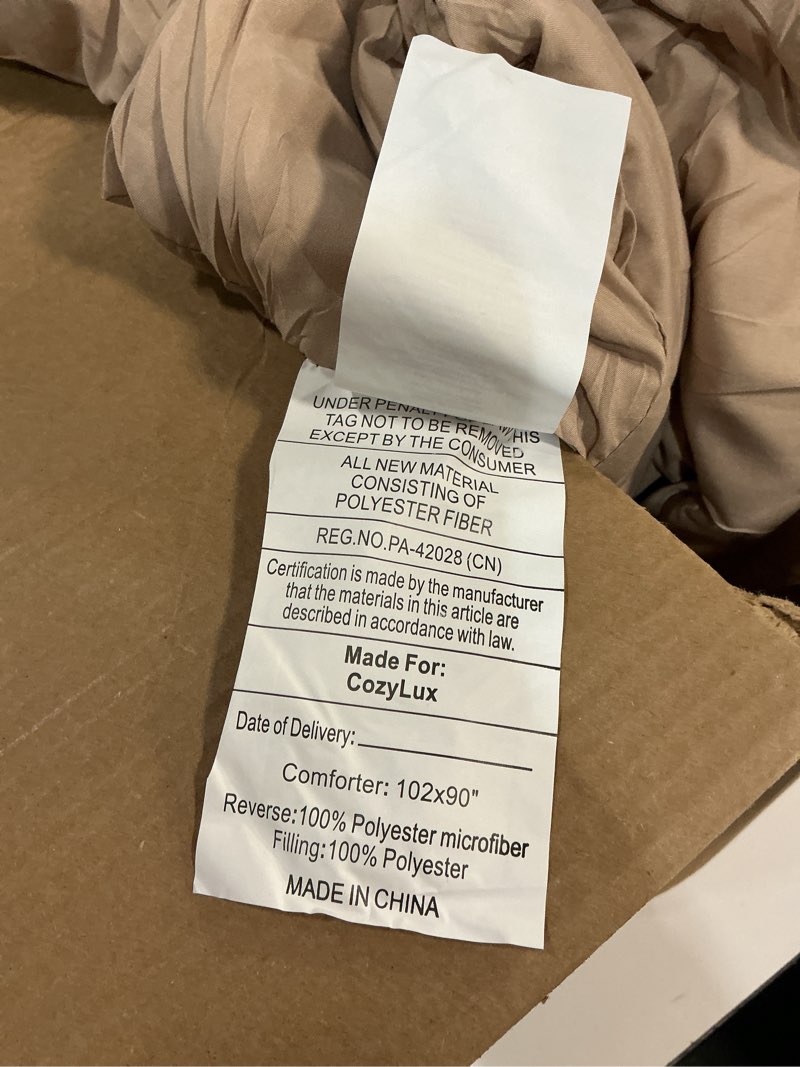 UNDER PENALTY HIS
TAG NOT TO BE REMOVED
EXCEPT BY THE CONSUMER
ALL NEW MATERIAL
CONSISTING OF
POLYESTER FIBER
REG.NO.PA-42028 (CN)
Certification is made by the manufacturer
that the materials in this article are
described in accordance with law.
Made For:
CozyLux
Date of Delivery:
Comforter: 102x90"
Reverse:100% Polyester microfiber
Filling:100% Polyester
MADE IN CHINA